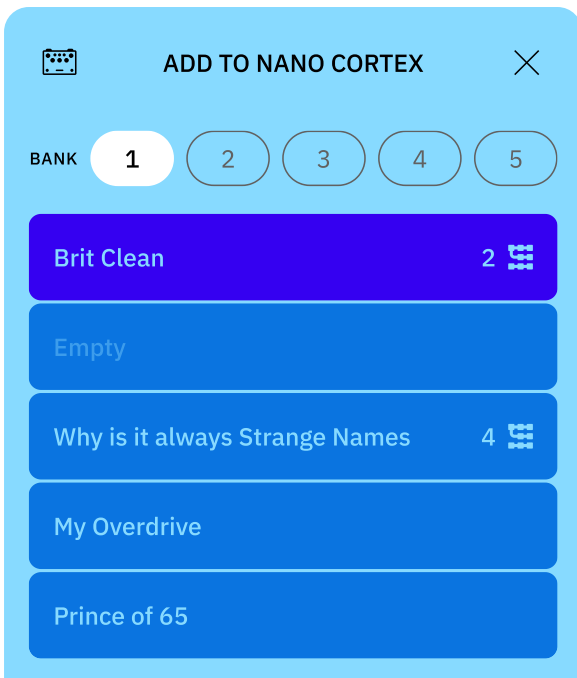 ADD TO NANO CORTEX
BANK 1 2 3 4 5
Brit Clean 2
Empty
Why is it always Strange Names 4
My Overdrive
Prince of 65